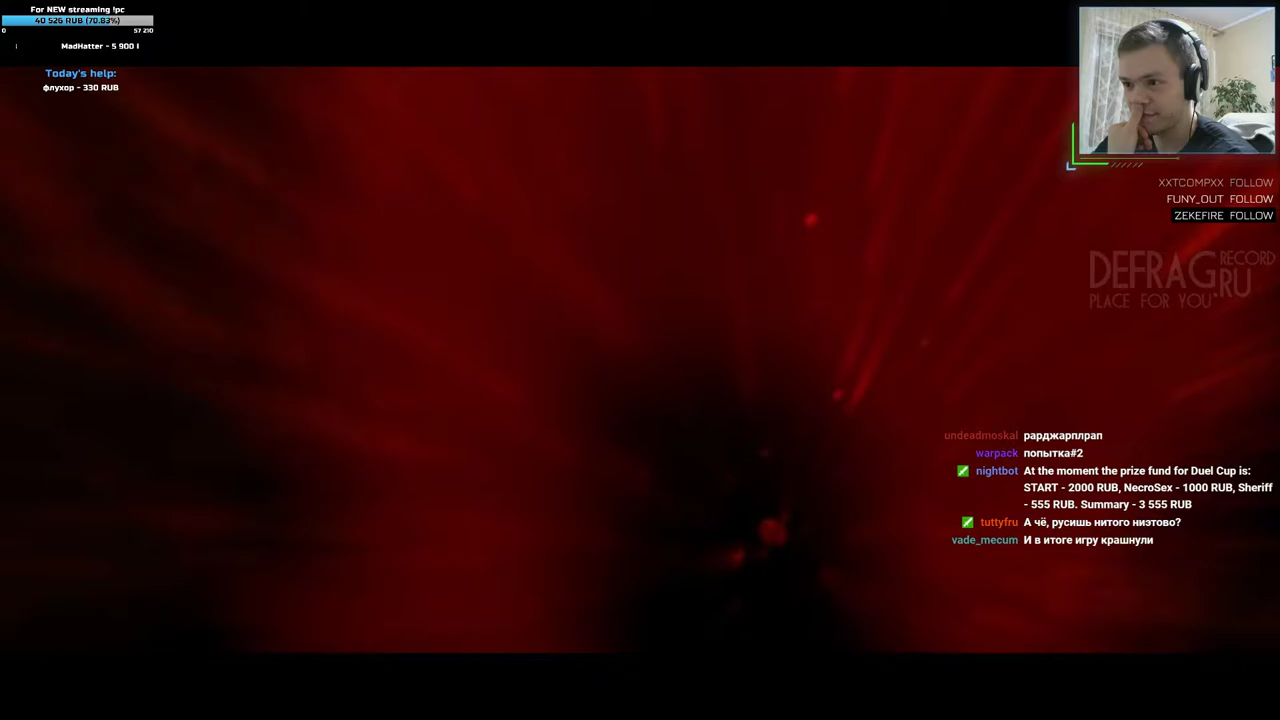 For NEW streaming !pc
40 526 RUB (70.83%)
0 57 210
MadHatter - 5 900
Today's help:
флухор - 330 RUB
XXTCOMPXX FOLLOW
FUNY_OUT FOLLOW
ZEKEFIRE FOLLOW
DEFRAG RECORD
.RU
PLACE FOR YOU
undeadmoskal рарджарплрап
warpack попытка#2
nightbot At the moment the prize fund for Duel Cup is:
START - 2000 RUB, NecroSex - 1000 RUB, Sheriff
- 555 RUB. Summary - 3 555 RUB
tuttyfru А чё, русишь нитого ниэтово?
vade_mecum И в итоге игру крашнули